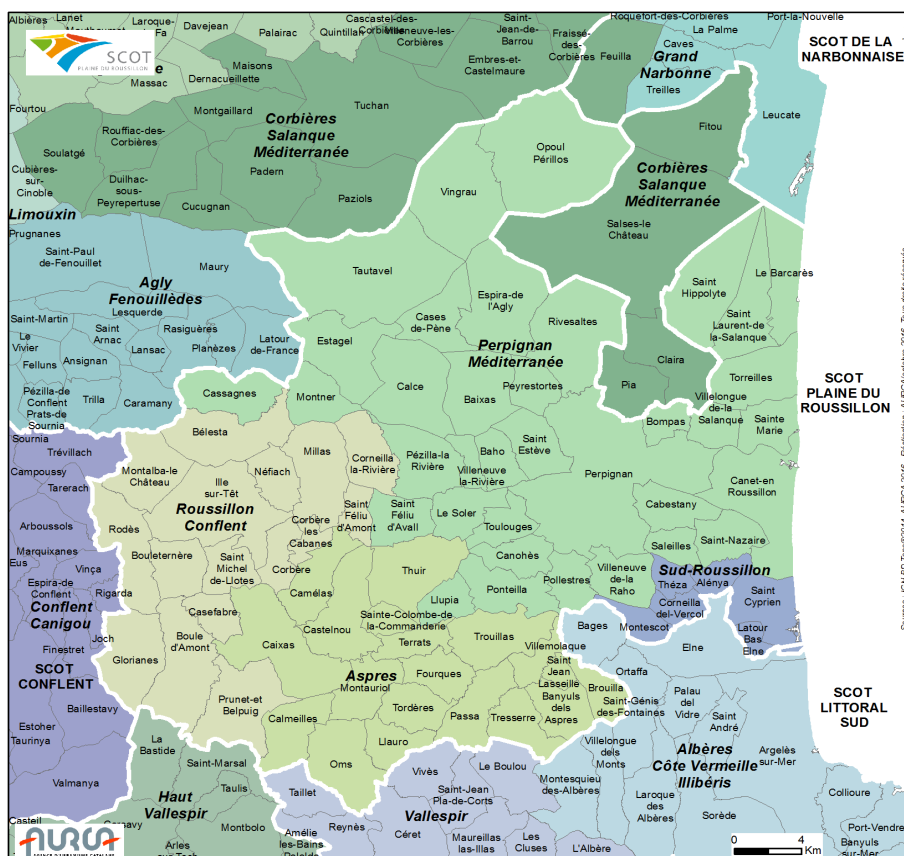 Albières
Lanet
Laroque-
Davejean
Palairac
Quintillan
Cascastel-des-
Corbières
Villeneuve-les-
Corbières
Saint-
Jean-de-
Barrou
Fraissé-
des-
Corbières
Roquefort-des-Corbières
Port-la-Nouvelle
La Palme
Caves
Feuilla
Grand
Narbonne
Treilles
SCOT DE LA
NARBONNAISE
SCOT
PLAINE DU ROUSSILLON
Massac
Maisons
Dernacueillette
Embres-et-
Castelmaure
Fourtou
Montgaillard
Tuchan
Leucate
Fitou
Rouffiac-des-
Corbières
Corbières
Salanque
Méditerranée
Opoul
Périllos
Soulatgé
Padern
Cubières-
sur-
Cinoble
Duilhac-
sous-
Peyrepertuse
Cucugnan
Paziols
Vingrau
Corbières
Salanque
Méditerranée
Limouxin
Prugnanes
Salses-le
Château
Saint-Paul
de-Fenouillet
Maury
Tautavel
Agly
Fenouillèdes
Lesquerde
Espira-de
l'Agly
Saint
Hippolyte
Le Barcarès
Saint-Martin
Saint
Arnac
Rasiguères
Cases
de-Pène
Rivesaltes
Saint
Laurent-de
la-Salanque
Le
Vivier
Lansac
Planèzes
Latour
de-France
Estagel
Perpignan
Méditerranée
Felluns
Ansignan
Claira
Torreilles
SCOT
PLAINE DU
ROUSSILLON
Pézilla-de
Conflent
Prats-de
Sournia
Trilla
Caramany
Cassagnes
Montner
Calce
Baixas
Peyrestortes
Pia
Villelongue
de-la
Salanque
Sournia
Bélesta
Bompas
Sainte
Marie
Trévillach
Campoussy
Tarerach
Montalba-le
Château
Ille
sur-Têt
Néfiach
Millas
Corneilla
la-Rivière
Pézilla-la
Rivière
Baho
Villeneuve
la-Rivière
Saint
Estève
Perpignan
Canet-en
Roussillon
Roussillon
Conflent
Arboussols
Rodès
Corbère
les
Cabanes
Saint
Féliu
d'Amont
Saint
Féliu
d'Avall
Le Soler
Toulouges
Cabestany
Marquixanes
Eus
Bouleternère
Saint
Michel
de-Llotes
Corbère
Thuir
Canohès
Saleilles
Saint-Nazaire
Vinça
Espira-de
Conflent
Rigarda
Camélas
Llupia
Ponteilla
Pollestres
Villeneuve
de-la
Raho
Sud-Roussillon
Théza
Alénya
Saint
Cyprien
Conflent
Canigou
Casefabre
Sainte-Colombe-de
la-Commanderie
Corneilla
del-Vercol
Joch
Finestret
Boule
d'Amont
Caixas
Castelnou
Terrats
Trouillas
Bages
Montescot
Latour
Bas
Elne
Elne
SCOT
CONFLENT
Glorianes
Villemolaque
Aspres
Montauriol
Fourques
Saint
Jean
Lasseille
Ortaffa
SCOT
LITTORAL
SUD
Baillestavy
Prunet-et
Belpuig
Calmeilles
Tordères
Passa
Tresserre
Banyuls
dels
Aspres
Brouilla
Saint-Génis
des-Fontaines
Palau
del
Vidre
Saint
André
Estoher
Taurinya
La
Bastide
Llauro
Villelongue
dels
Monts
Albères
Côte Vermeille
Illibéris
Argelès
sur-Mer
Oms
Saint-Marsal
Le Boulou
Montesquieu
des-Albères
Valmanya
Taulis
Taillet
Vivès
Saint-Jean
Pla-de-Corts
Laroque
des
Albères
Sorède
Collioure
Haut
Vallespir
Vallespir
Casteil
Montbolo
Reynès
Céret
Maureillas
las-Illas
Les
Cluses
L'Albère
Port-Vendre
Banyuls
sur-Mer
Arles
Amélie
les-Bains
0 4
Km